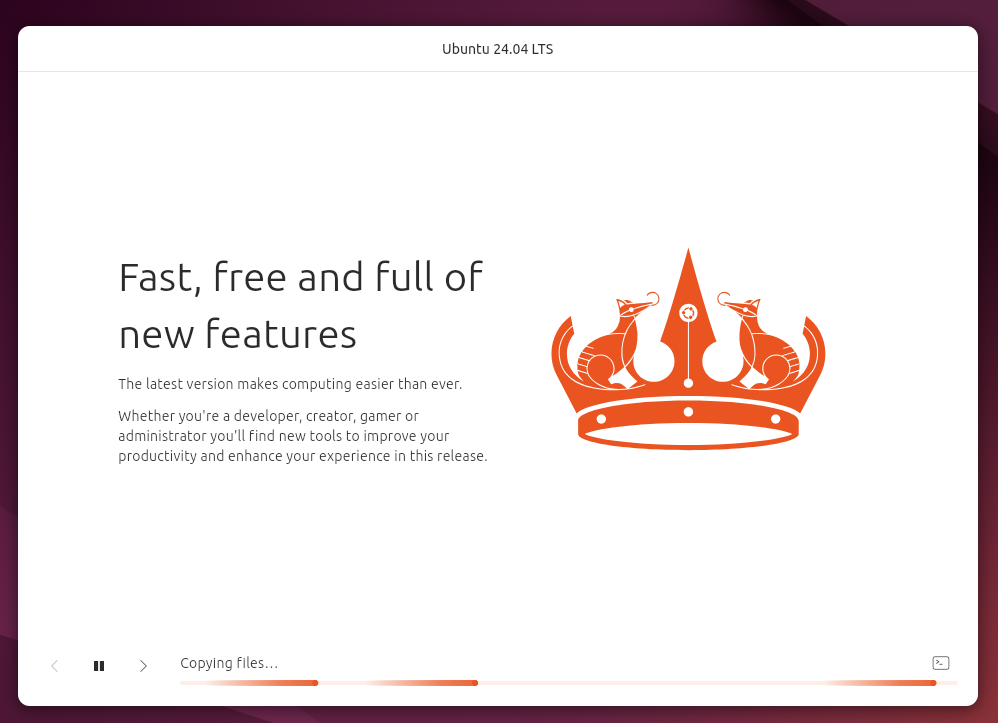 Ubuntu 24.04 LTS
Fast, free and full of
new features
The latest version makes computing easier than ever.
Whether you're a developer, creator, gamer or
administrator you'll find new tools to improve your
productivity and enhance your experience in this release.
Copying files…